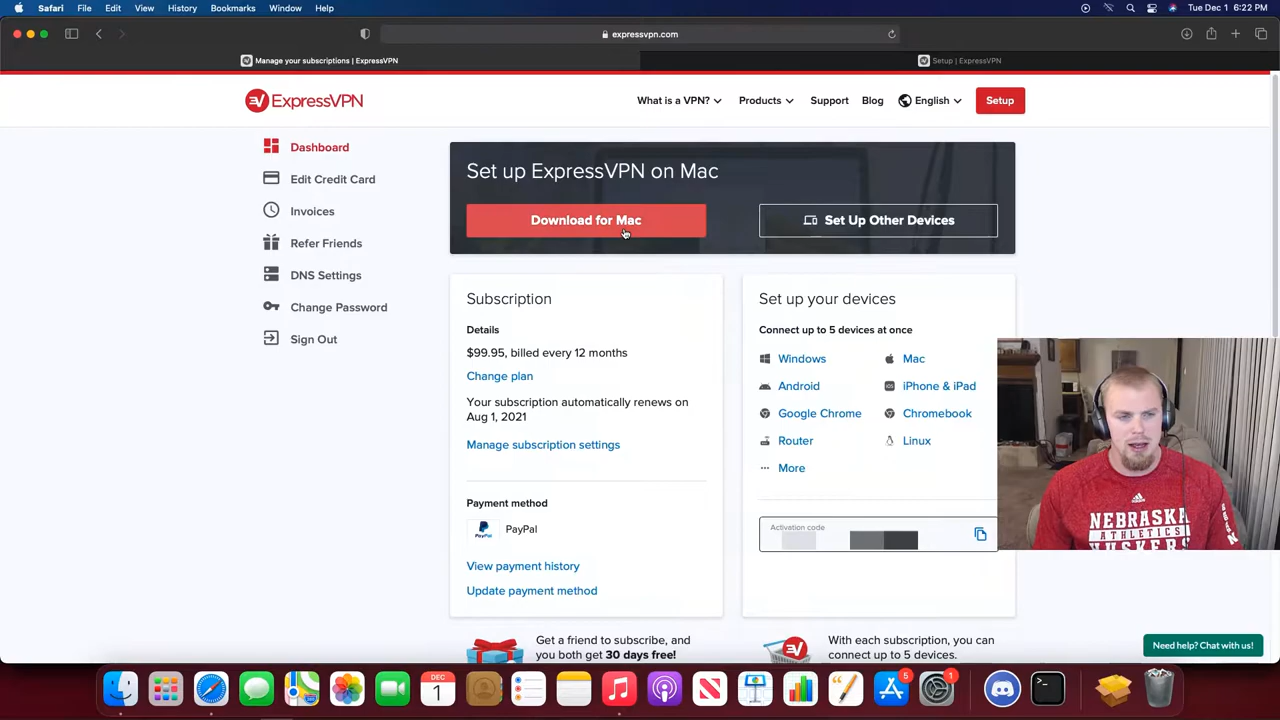 Safari File Edit View History Bookmarks Window Help
Tue Dec 1 6:22 PM
expressvpn.com
Manage your subscriptions | ExpressVPN
Setup | ExpressVPN
ExpressVPN
What is a VPN?
Products
Support
Blog
English
Setup
Dashboard
Edit Credit Card
Invoices
Refer Friends
DNS Settings
Change Password
Sign Out
Set up ExpressVPN on Mac
Download for Mac
Set Up Other Devices
Subscription
Details
$99.95, billed every 12 months
Change plan
Your subscription automatically renews on
Aug 1, 2021
Manage subscription settings
Payment method
PayPal
PayPal
View payment history
Update payment method
Set up your devices
Connect up to 5 devices at once
Windows
Mac
Android
iPhone & iPad
Google Chrome
Chromebook
Router
Linux
More
Activation code
Get a friend to subscribe, and
you both get 30 days free!
With each subscription, you can
connect up to 5 devices.
NEBRASKA
ATHLETICS
HUSKERS
Need help? Chat with us!
DEC
1
5
1